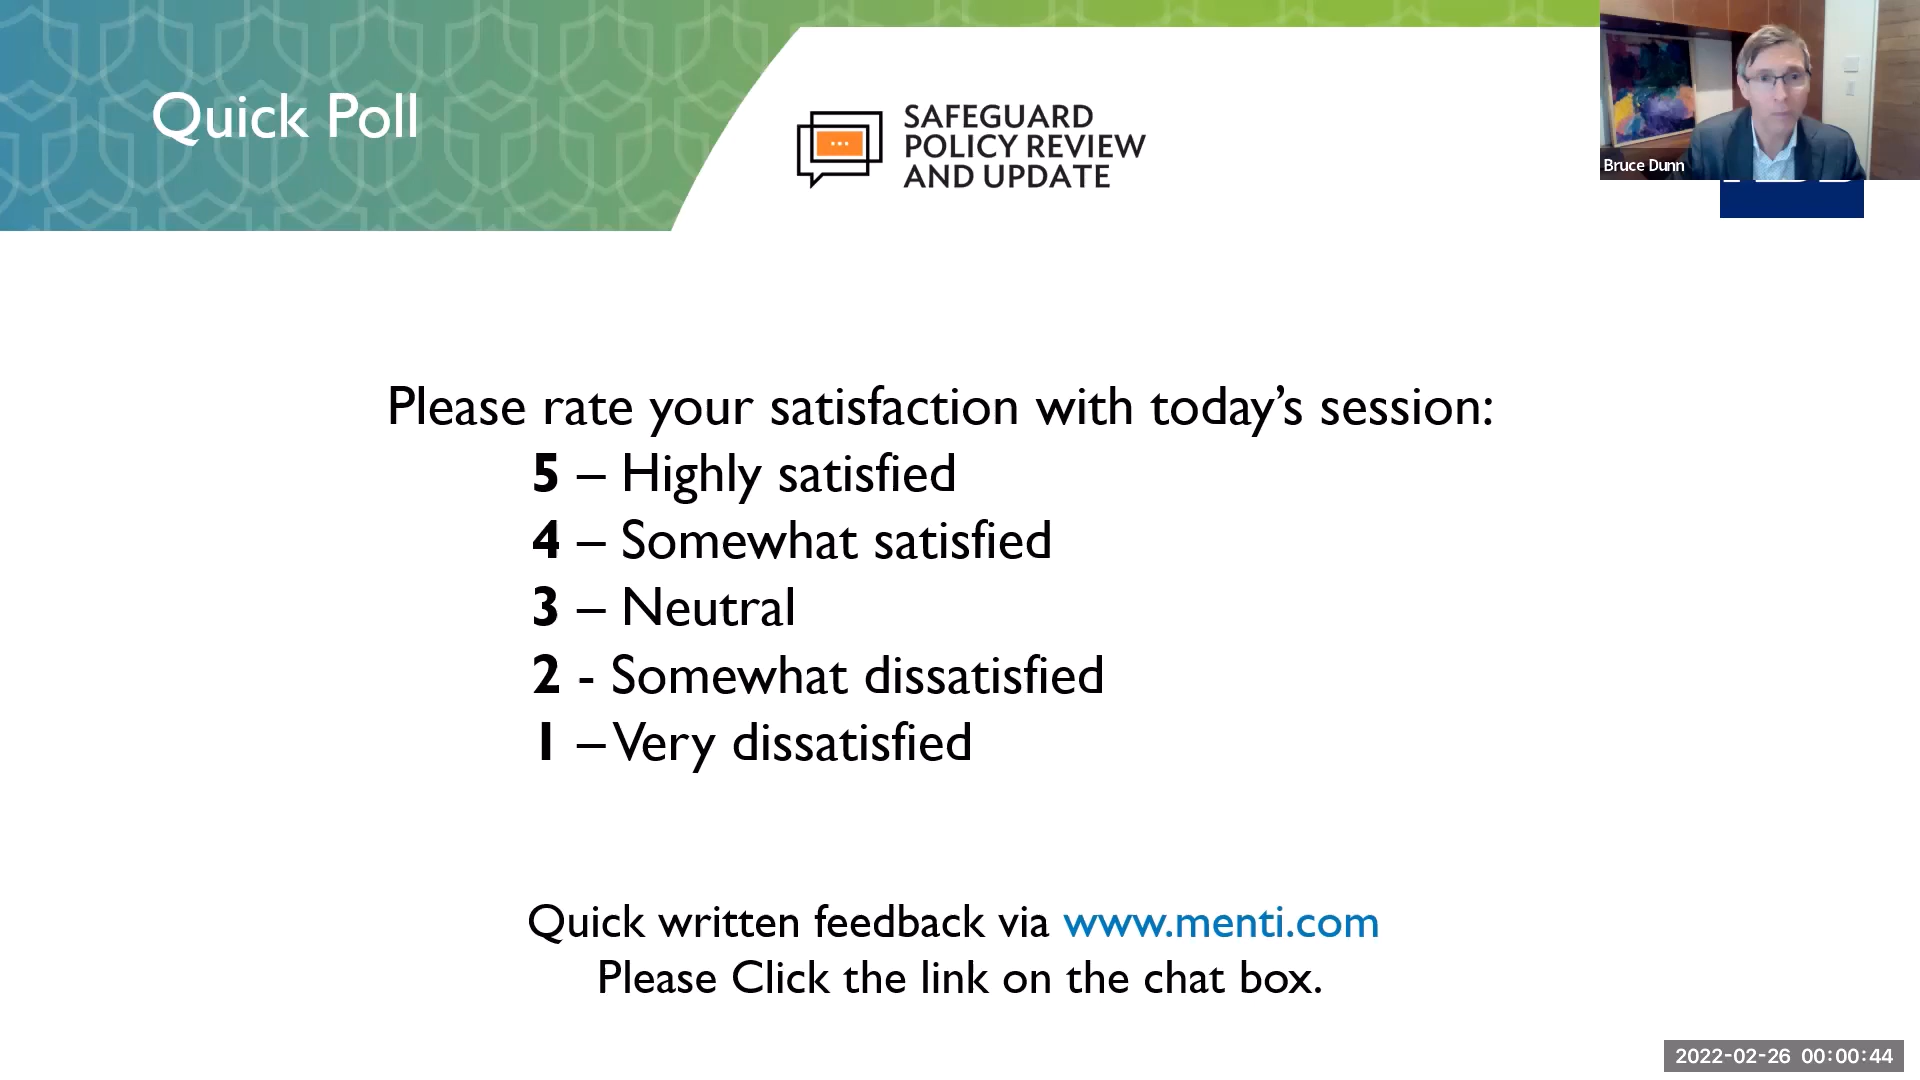 Quick Poll
SAFEGUARD
POLICY REVIEW
AND UPDATE
Bruce Dunn
Please rate your satisfaction with today’s session:
5 – Highly satisfied
4 – Somewhat satisfied
3 – Neutral
2 - Somewhat dissatisfied
1 – Very dissatisfied
Quick written feedback via www.menti.com
Please Click the link on the chat box.
2022-02-26 00:00:44